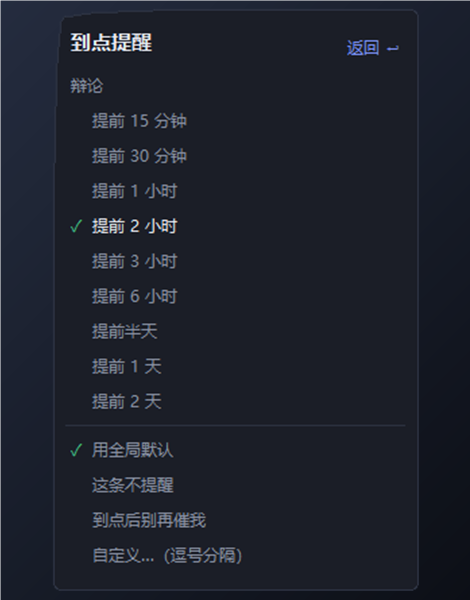 到点提醒
返回 ↩
辩论
提前 15 分钟
提前 30 分钟
提前 1 小时
✓ 提前 2 小时
提前 3 小时
提前 6 小时
提前半天
提前 1 天
提前 2 天
✓ 用全局默认
这条不提醒
到点后别再催我
自定义…（逗号分隔）